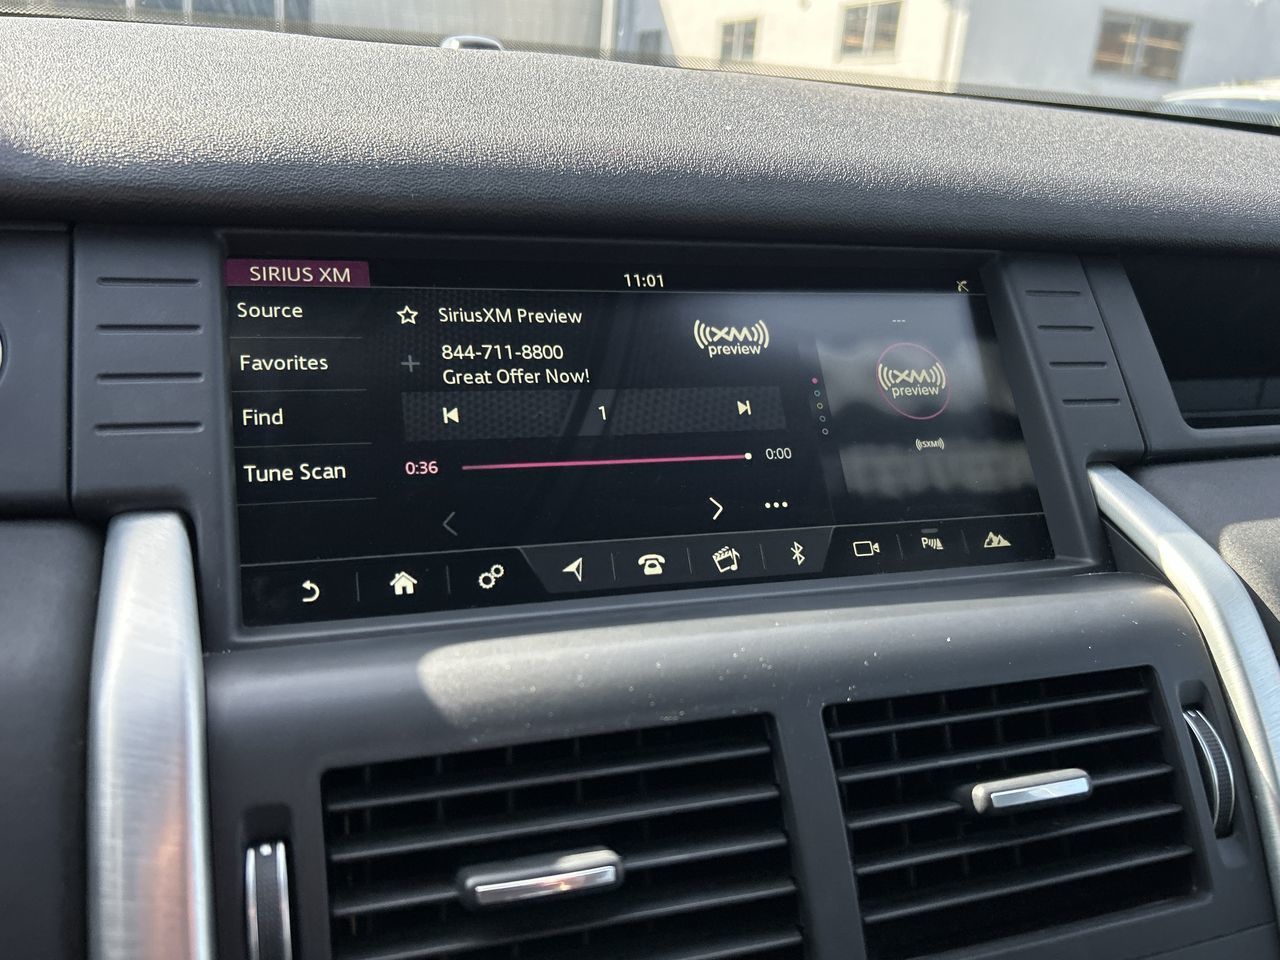 SIRIUS XM
11:01
Source
Favorites
Find
Tune Scan
SiriusXM Preview
844-711-8800
Great Offer Now!
((XM))
preview
1
0:36
0:00
---
((XM))
preview
((SXM))
P